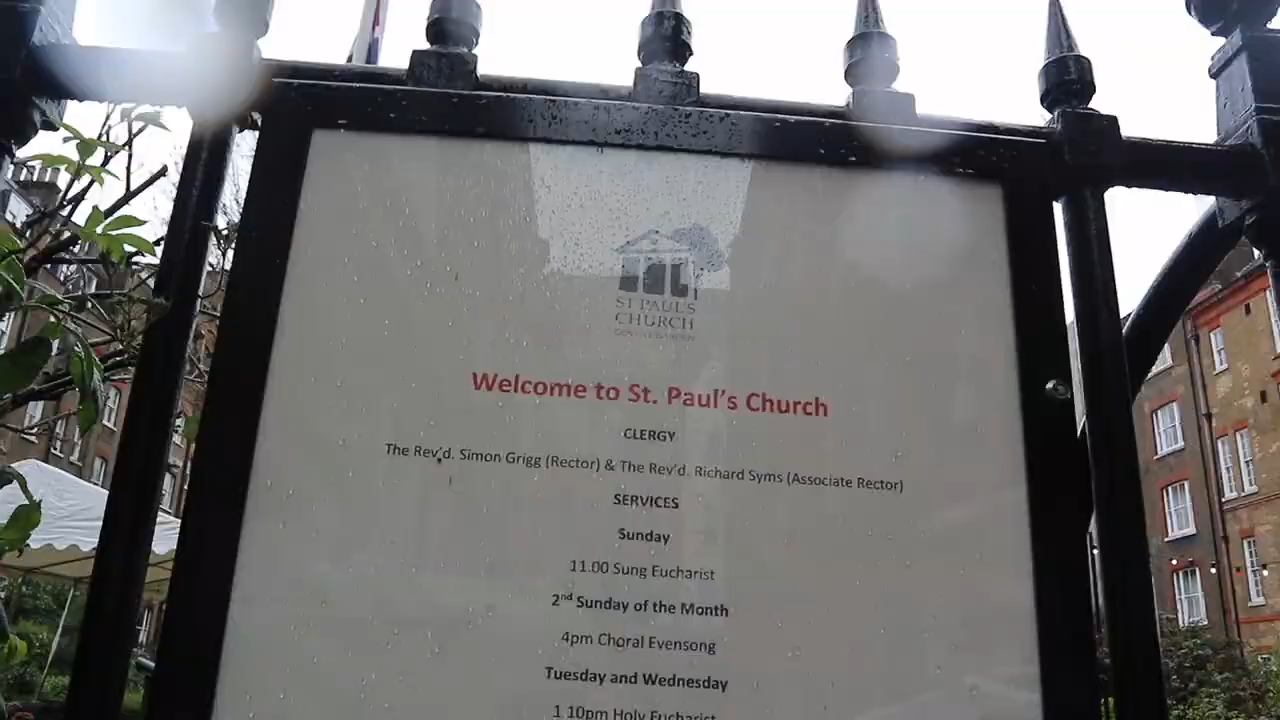 ST PAUL'S
CHURCH
COVENT GARDEN
Welcome to St. Paul's Church
CLERGY
The Rev'd. Simon Grigg (Rector) & The Rev'd. Richard Syms (Associate Rector)
SERVICES
Sunday
11.00 Sung Eucharist
2nd Sunday of the Month
4pm Choral Evensong
Tuesday and Wednesday
1 10pm Holy Eucharist